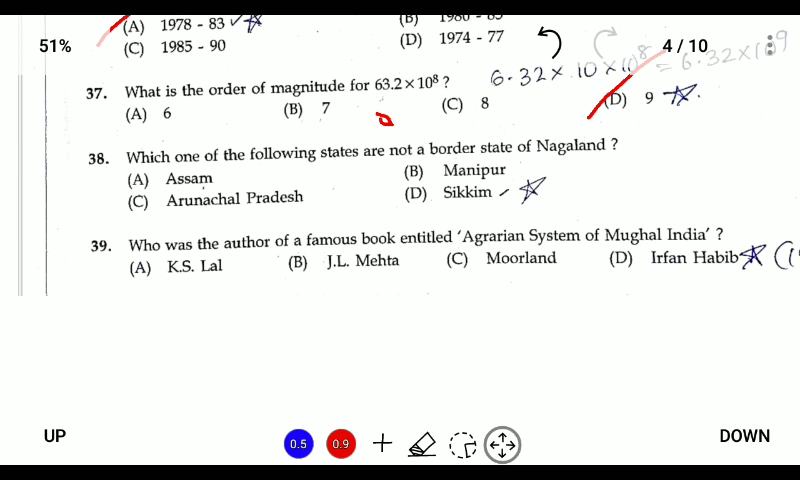 (A) 1978 - 83 ✓ (B) 1980 - 85
51% (C) 1985 - 90 (D) 1974 - 77 4 / 10
6.32 × 10 × 10⁸ = 6.32 × 10⁹
37. What is the order of magnitude for 63.2 × 10⁸ ?
(A) 6 (B) 7 (C) 8 (D) 9
38. Which one of the following states are not a border state of Nagaland ?
(A) Assam (B) Manipur
(C) Arunachal Pradesh (D) Sikkim
39. Who was the author of a famous book entitled 'Agrarian System of Mughal India' ?
(A) K.S. Lal (B) J.L. Mehta (C) Moorland (D) Irfan Habib
UP DOWN
0.5 0.9